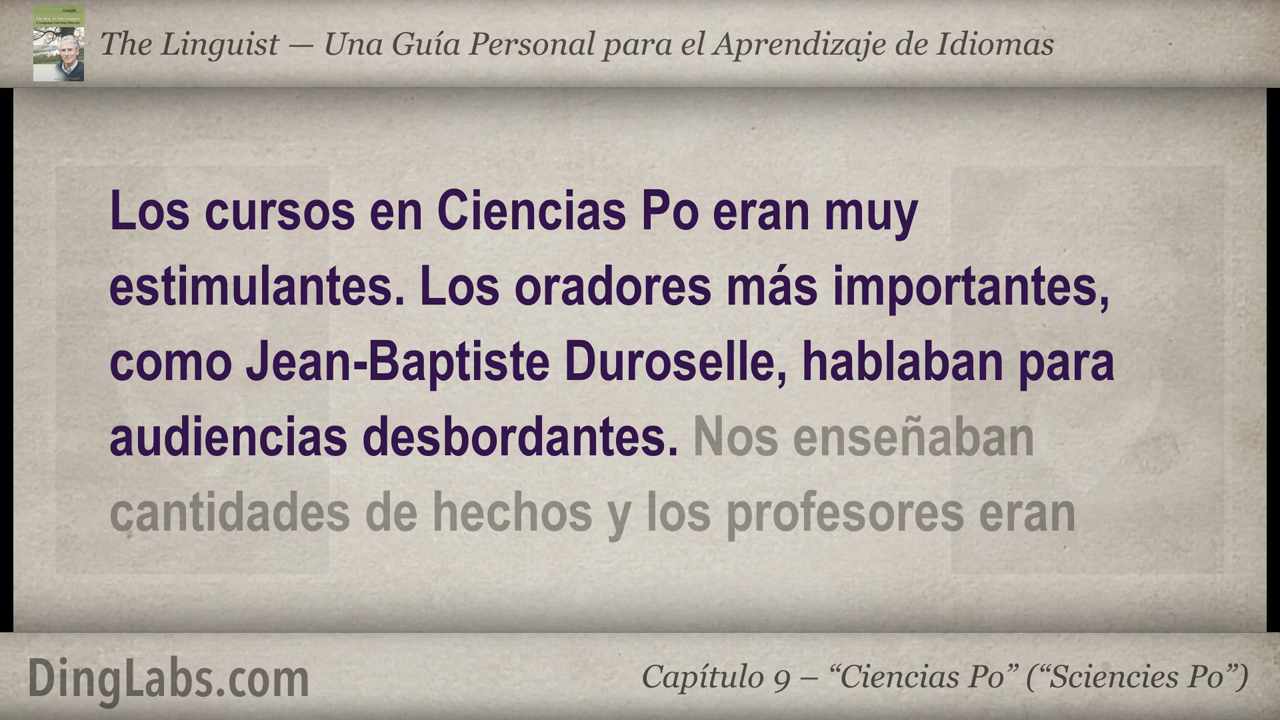 The Linguist — Una Guía Personal para el Aprendizaje de Idiomas
Los cursos en Ciencias Po eran muy
estimulantes. Los oradores más importantes,
como Jean-Baptiste Duroselle, hablaban para
audiencias desbordantes. Nos enseñaban
cantidades de hechos y los profesores eran
DingLabs.com
Capítulo 9 – “Ciencias Po” (“Sciencies Po”)